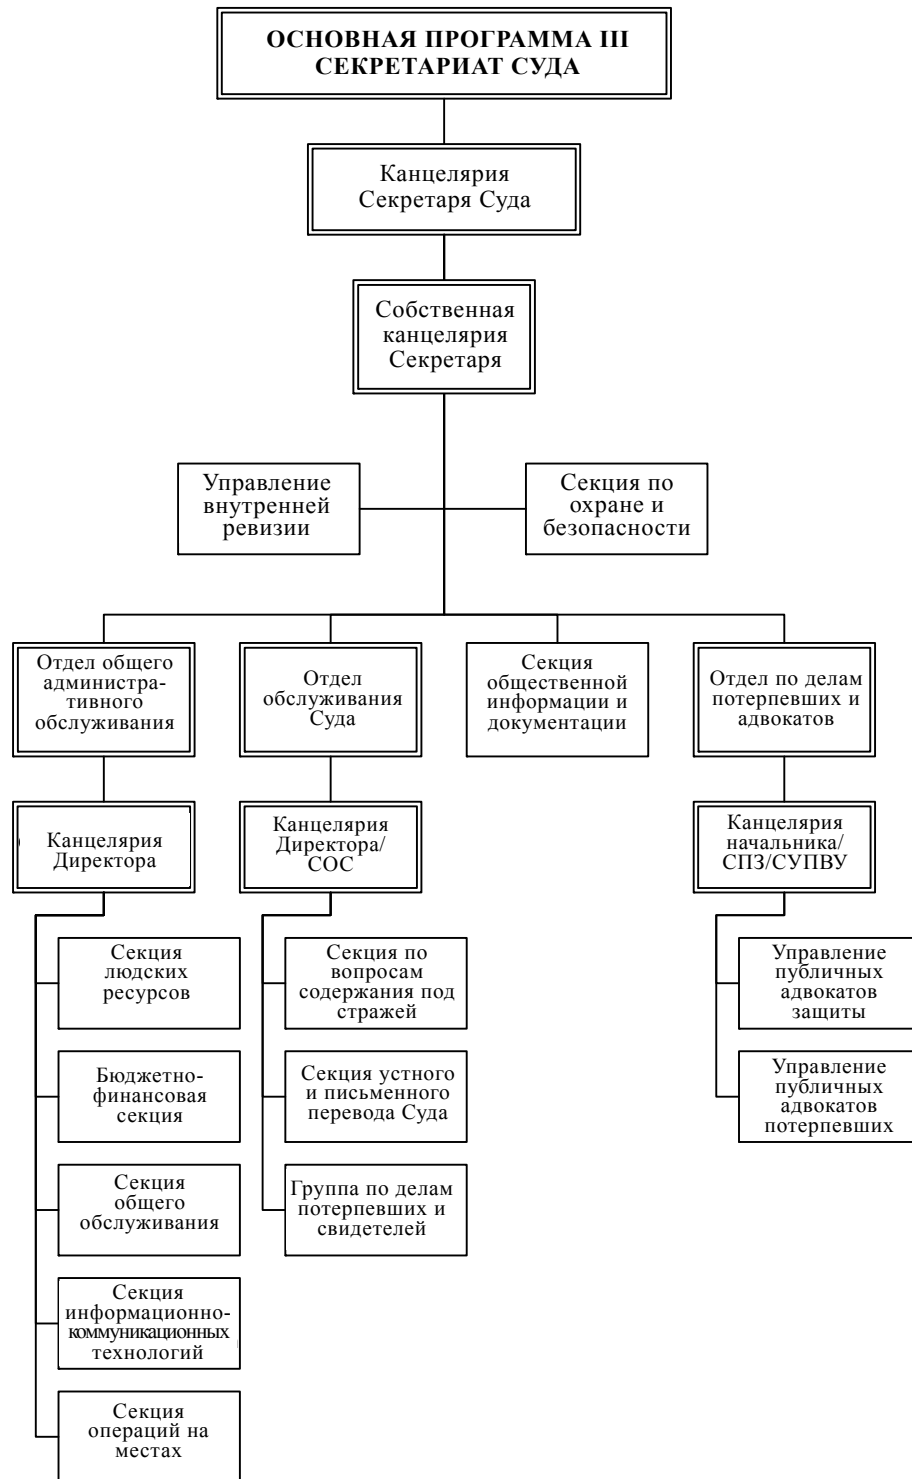 ОСНОВНАЯ ПРОГРАММА III
СЕКРЕТАРИАТ СУДА
Канцелярия
Секретаря Суда
Собственная
канцелярия
Секретаря
Управление
внутренней
ревизии
Секция по
охране и
безопасности
Отдел общего
административно-
тивного
обслуживания
Отдел
обслуживания
Суда
Секция
общественной
информации и
документации
Отдел по делам
потерпевших и
адвокатов
Канцелярия
Директора
Канцелярия
Директора/
СОС
Канцелярия
начальника/
СПЗ/СУПВУ
Секция
людских
ресурсов
Бюджетно-
финансовая
секция
Секция
общего
обслуживания
Секция
информационно-
коммуникационных
технологий
Секция
операций на
местах
Секция по
вопросам
содержания под
стражей
Секция устного
и письменного
перевода Суда
Группа по делам
потерпевших и
свидетелей
Управление
публичных
адвокатов
защиты
Управление
публичных
адвокатов
потерпевших